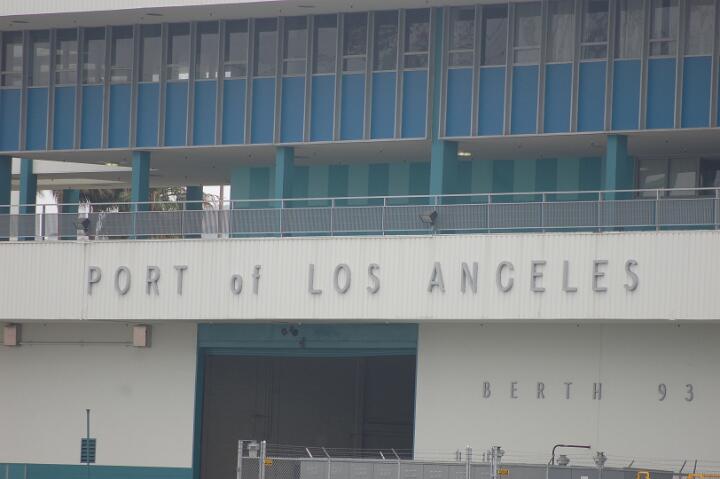 PORT of LOS ANGELES
BERTH 93